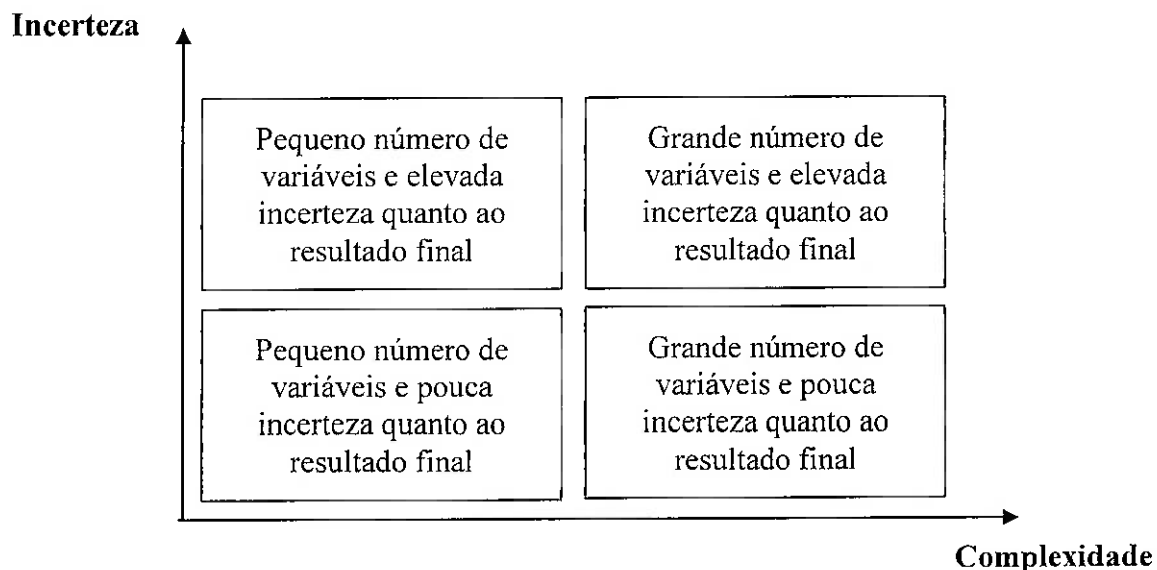 Incerteza
Pequeno número de
variáveis e elevada
incerteza quanto ao
resultado final
Grande número de
variáveis e elevada
incerteza quanto ao
resultado final
Pequeno número de
variáveis e pouca
incerteza quanto ao
resultado final
Grande número de
variáveis e pouca
incerteza quanto ao
resultado final
Complexidade